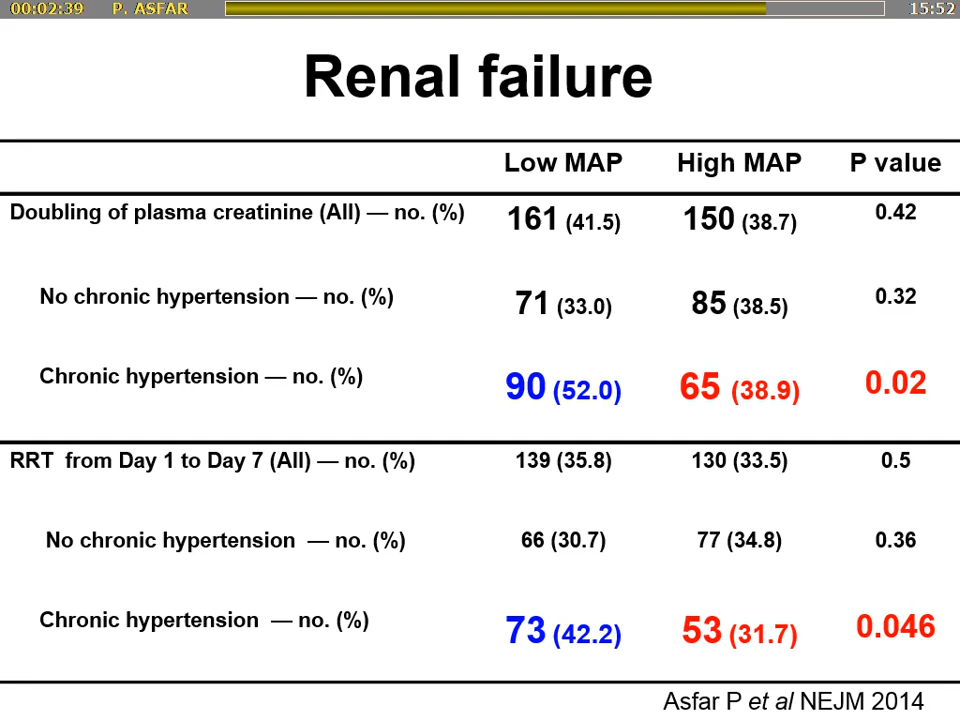 00:02:39 P. ASFAR 15:52
Renal failure
Low MAP High MAP P value
Doubling of plasma creatinine (All) — no. (%) 161 (41.5) 150 (38.7) 0.42
No chronic hypertension — no. (%) 71 (33.0) 85 (38.5) 0.32
Chronic hypertension — no. (%) 90 (52.0) 65 (38.9) 0.02
RRT from Day 1 to Day 7 (All) — no. (%) 139 (35.8) 130 (33.5) 0.5
No chronic hypertension — no. (%) 66 (30.7) 77 (34.8) 0.36
Chronic hypertension — no. (%) 73 (42.2) 53 (31.7) 0.046
Asfar P et al NEJM 2014